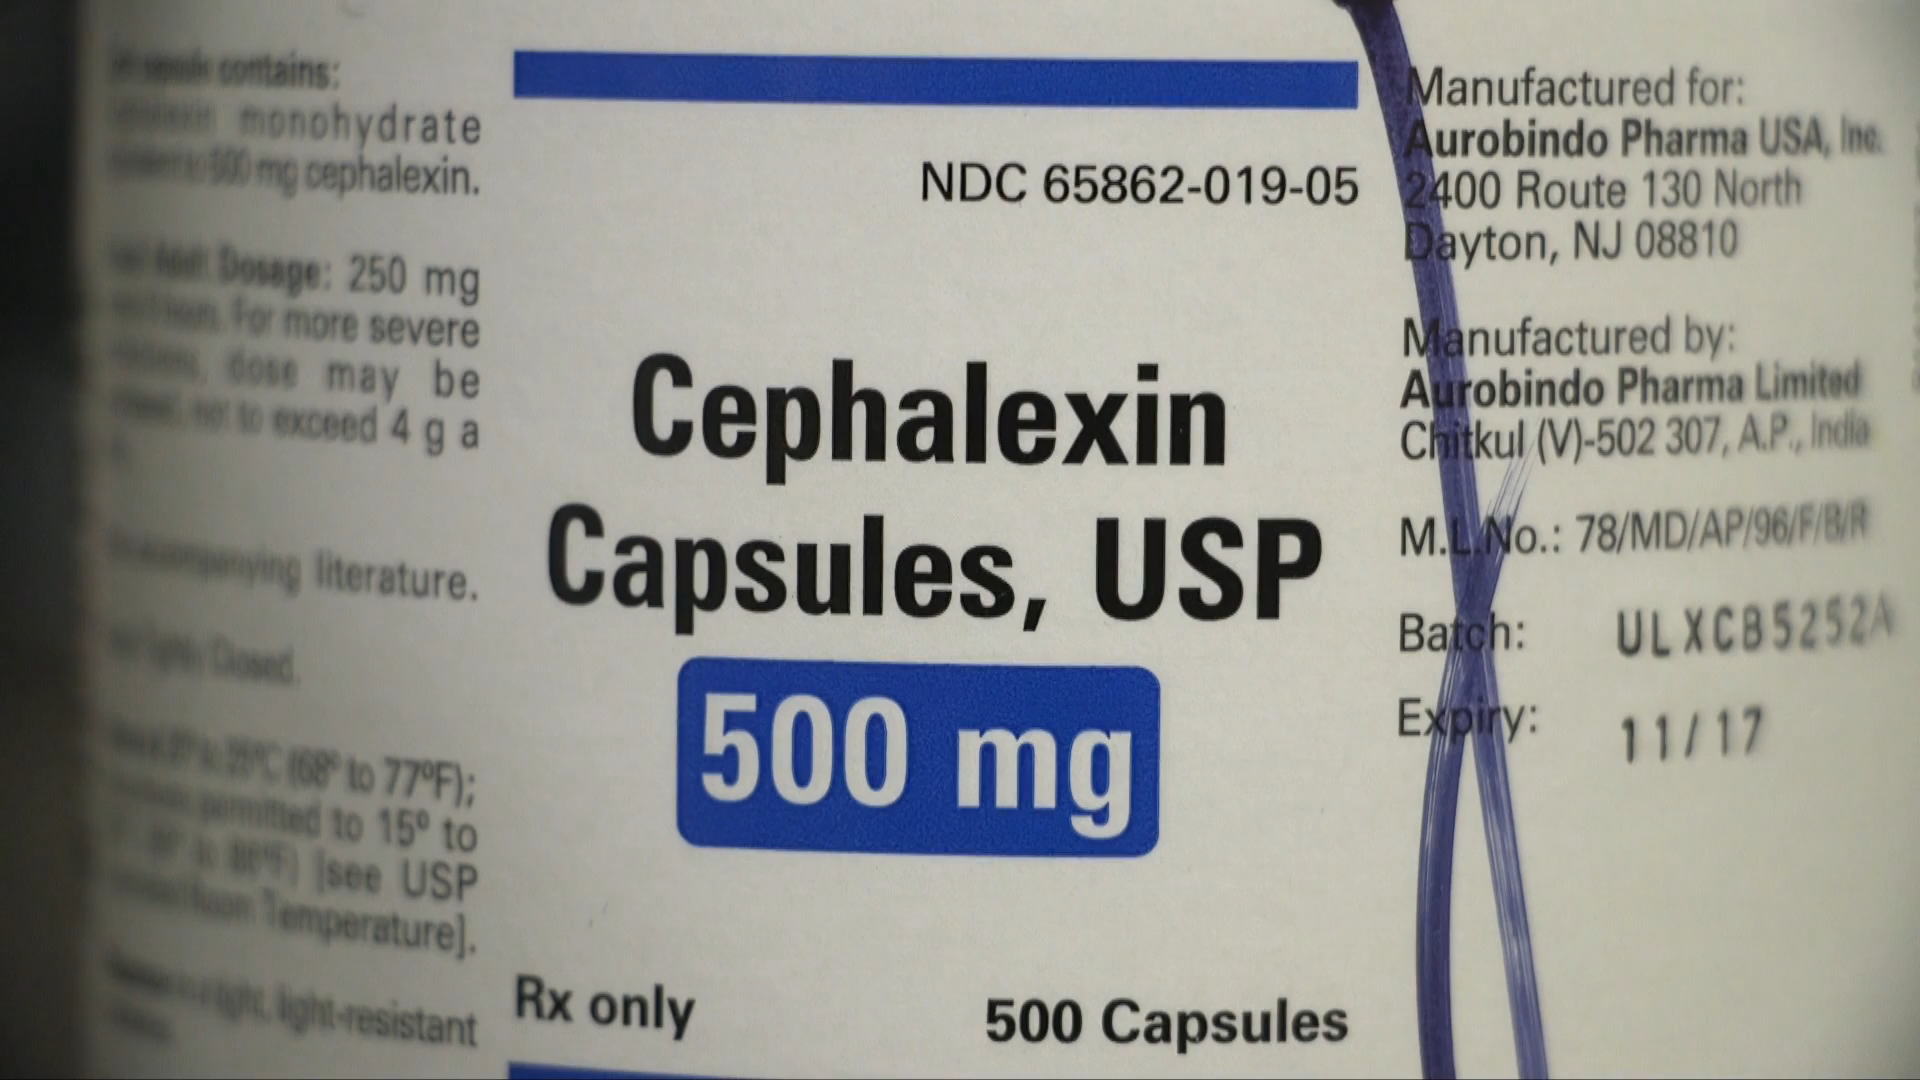 contains:
monohydrate
500 mg cephalexin.
Dosage: 250 mg
For more severe
dose may be
not to exceed 4 g a
accompanying literature.
Closed.
(68° to 77°F);
permitted to 15° to
[see USP
Room Temperature].
light-resistant
NDC 65862-019-05
Cephalexin
Capsules, USP
500 mg
Rx only
500 Capsules
Manufactured for:
Aurobindo Pharma USA, Inc.
2400 Route 130 North
Dayton, NJ 08810
Manufactured by:
Aurobindo Pharma Limited
Chitkul (V)-502 307, A.P., India
M.L.No.: 78/MD/AP/96/F/B/R
Batch: ULXCB5252A
Expiry: 11/17